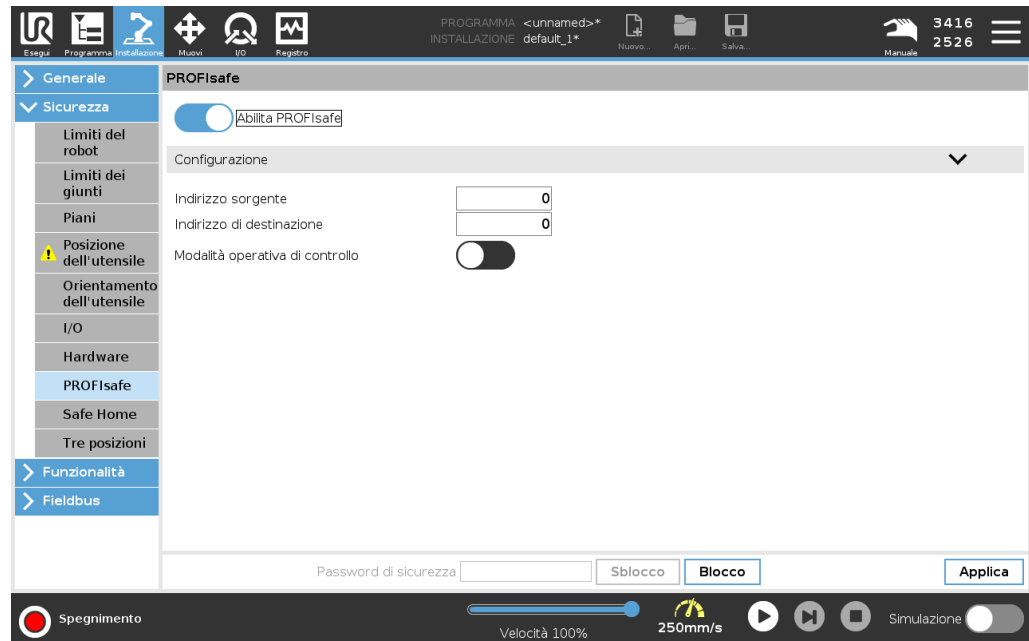 PROGRAMMA <unnamed>*
INSTALLAZIONE default_1*
Esegui Programma Installazione Muovi I/O Registro Nuovo... Apri... Salva... Manuale
3416
2526
Generale
Sicurezza
Limiti del
robot
Limiti dei
giunti
Piani
Posizione
dell'utensile
Orientamento
dell'utensile
I/O
Hardware
PROFIsafe
Safe Home
Tre posizioni
Funzionalità
Fieldbus
PROFIsafe
Abilita PROFIsafe
Configurazione
Indirizzo sorgente 0
Indirizzo di destinazione 0
Modalità operativa di controllo
Password di sicurezza Sblocco Blocco Applica
Spegnimento
Velocità 100%
250mm/s
Simulazione